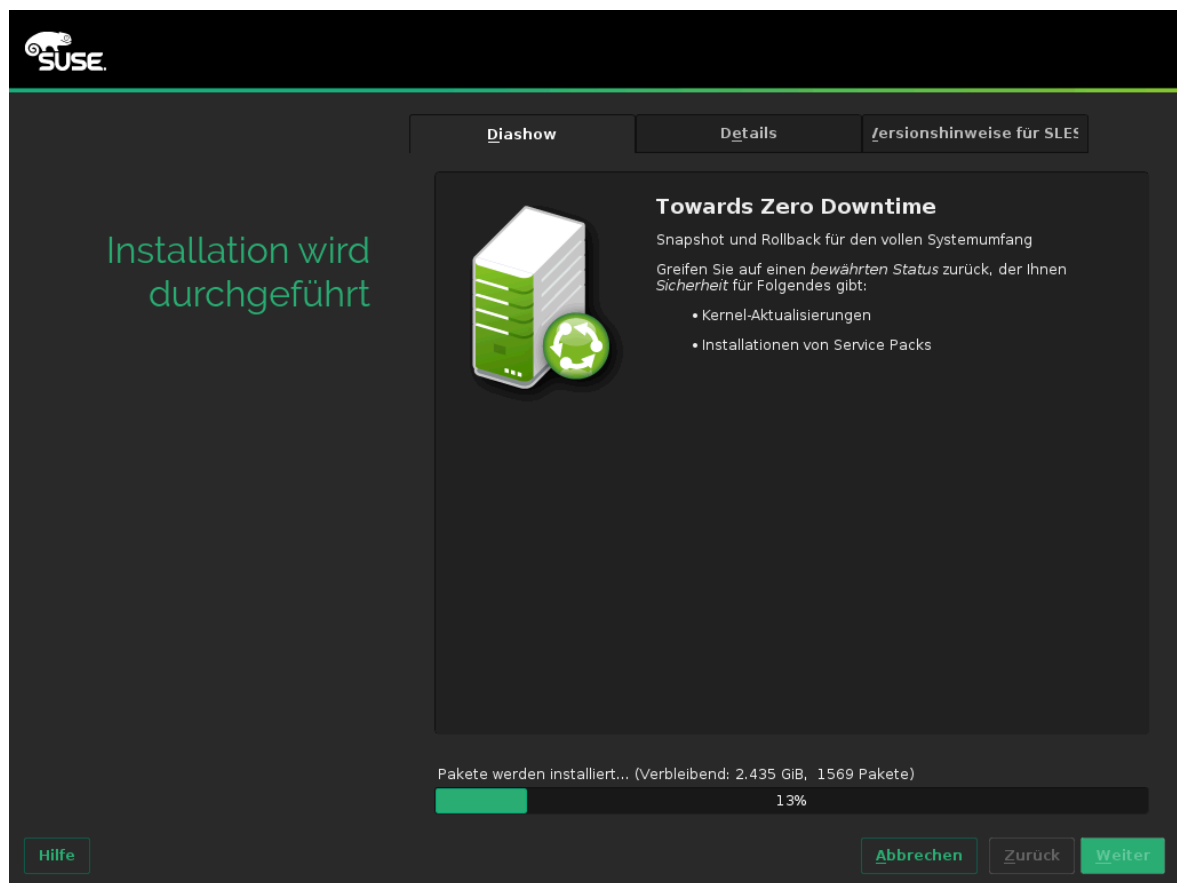 SUSE.
Diashow
Details
Versionshinweise für SLES
Installation wird
durchgeführt
Towards Zero Downtime
Snapshot und Rollback für den vollen Systemumfang
Greifen Sie auf einen bewährten Status zurück, der Ihnen
Sicherheit für Folgendes gibt:
• Kernel-Aktualisierungen
• Installationen von Service Packs
Pakete werden installiert... (Verbleibend: 2.435 GiB, 1569 Pakete)
13%
Hilfe
Abbrechen
Zurück
Weiter